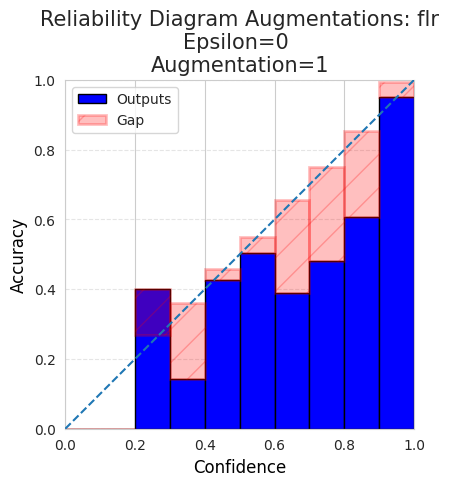 Reliability Diagram Augmentations: flr
Epsilon=0
Augmentation=1
1.0
Outputs
Gap
0.8
0.6
Accuracy
0.4
0.2
0.0
0.0 0.2 0.4 0.6 0.8 1.0
Confidence